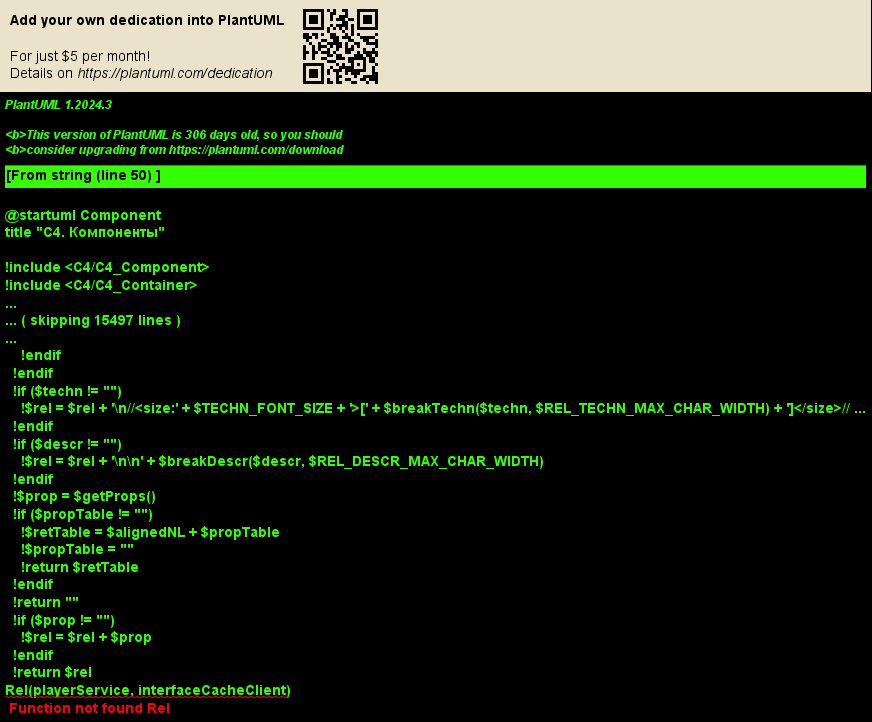 Add your own dedication into PlantUML
For just $5 per month!
Details on https://plantuml.com/dedication
PlantUML 1.2024.3
<b>This version of PlantUML is 306 days old, so you should
<b>consider upgrading from https://plantuml.com/download
[From string (line 50) ]
@startuml Component
title "C4. Компоненты"
!include <C4/C4_Component>
!include <C4/C4_Container>
...
... ( skipping 15497 lines )
...
!endif
!endif
!if ($techn != "")
!$rel = $rel + '\n//<size:' + $TECHN_FONT_SIZE + '>[' + $breakTechn($techn, $REL_TECHN_MAX_CHAR_WIDTH) + ']</size>// ...
!endif
!if ($descr != "")
!$rel = $rel + '\n\n' + $breakDescr($descr, $REL_DESCR_MAX_CHAR_WIDTH)
!endif
!$prop = $getProps()
!if ($propTable != "")
!$retTable = $alignedNL + $propTable
!$propTable = ""
!return $retTable
!endif
!return ""
!if ($prop != "")
!$rel = $rel + $prop
!endif
!return $rel
Rel(playerService, interfaceCacheClient)
Function not found Rel